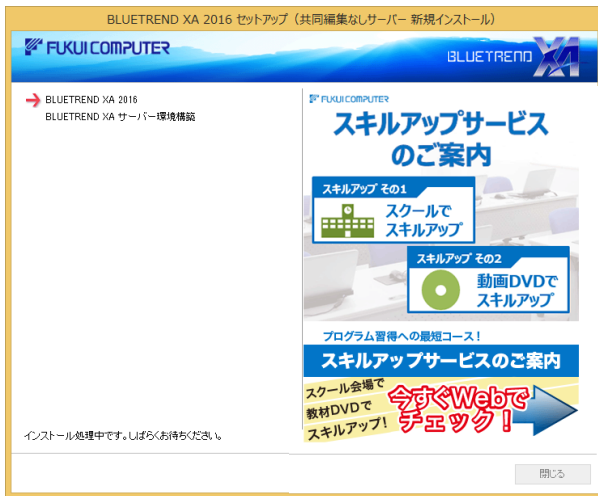 BLUETREND XA 2016 セットアップ（共同編集なしサーバー 新規インストール）
FUKUI COMPUTER
BLUETREND XA
BLUETREND XA 2016
BLUETREND XA サーバー環境構築
FUKUI COMPUTER
スキルアップサービス
のご案内
スキルアップ その1
スクールで
スキルアップ
スキルアップ その2
動画DVDで
スキルアップ
プログラム習得への最短コース！
スキルアップサービスのご案内
スクール会場で
教材DVDで
スキルアップ!
今すぐWebで
チェック！
インストール処理中です。しばらくお待ちください。
閉じる